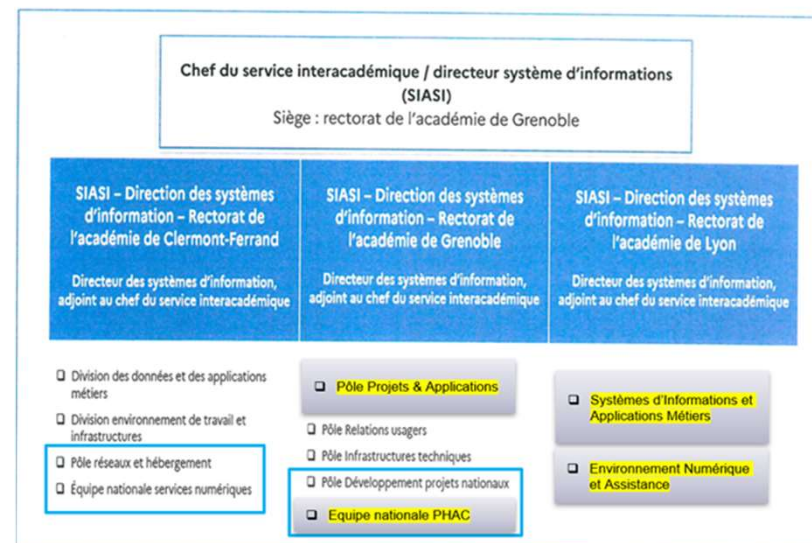 Chef du service interacadémique / directeur système d'informations
(SIASI)
Siège : rectorat de l'académie de Grenoble
SIASI – Direction des systèmes
d'information – Rectorat de
l'académie de Clermont-Ferrand
Directeur des systèmes d'information,
adjoint au chef du service interacadémique
SIASI – Direction des systèmes
d'information – Rectorat de
l'académie de Grenoble
Directeur des systèmes d'information,
adjoint au chef du service interacadémique
SIASI – Direction des systèmes
d'information – Rectorat de
l'académie de Lyon
Directeur des systèmes d'information,
adjoint au chef du service interacadémique
Division des données et des applications
métiers
Division environnement de travail et
infrastructures
Pôle réseaux et hébergement
Équipe nationale services numériques
Pôle Projets & Applications
Pôle Relations usagers
Pôle Infrastructures techniques
Pôle Développement projets nationaux
Equipe nationale PHAC
Systèmes d'Informations et
Applications Métiers
Environnement Numérique
et Assistance